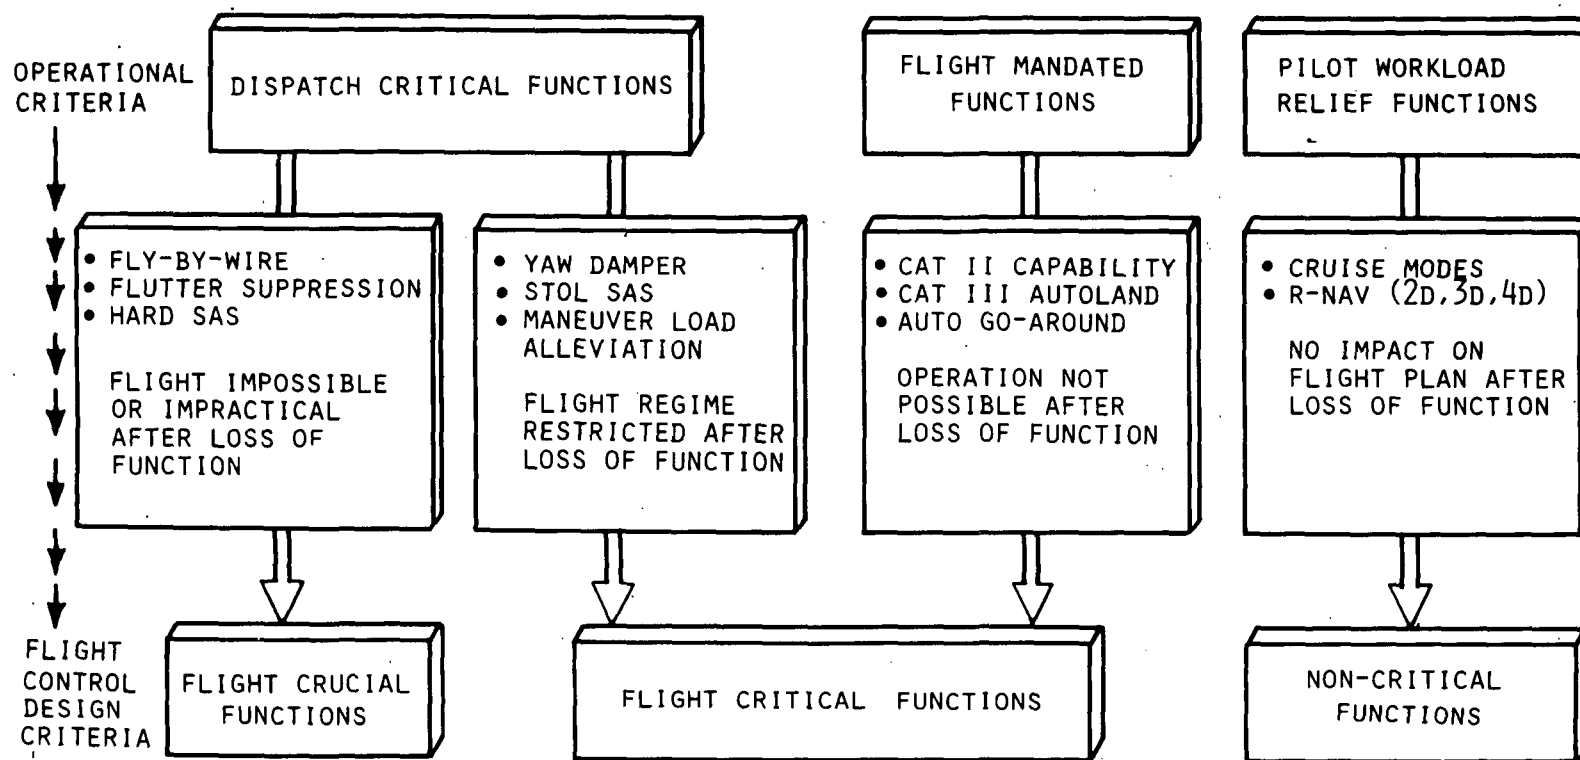 OPERATIONAL
CRITERIA
DISPATCH CRITICAL FUNCTIONS
FLIGHT MANDATED
FUNCTIONS
PILOT WORKLOAD
RELIEF FUNCTIONS
• FLY-BY-WIRE
• FLUTTER SUPPRESSION
• HARD SAS
FLIGHT IMPOSSIBLE
OR IMPRACTICAL
AFTER LOSS OF
FUNCTION
• YAW DAMPER
• STOL SAS
• MANEUVER LOAD
ALLEVIATION
FLIGHT REGIME
RESTRICTED AFTER
LOSS OF FUNCTION
• CAT II CAPABILITY
• CAT III AUTOLAND
• AUTO GO-AROUND
OPERATION NOT
POSSIBLE AFTER
LOSS OF FUNCTION
• CRUISE MODES
• R-NAV (2D,3D,4D)
NO IMPACT ON
FLIGHT PLAN AFTER
LOSS OF FUNCTION
FLIGHT
CONTROL
DESIGN
CRITERIA
FLIGHT CRUCIAL
FUNCTIONS
FLIGHT CRITICAL FUNCTIONS
NON-CRITICAL
FUNCTIONS